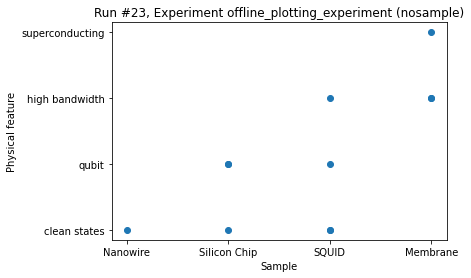 Run #23, Experiment offline_plotting_experiment (nosample)
superconducting
high bandwidth
qubit
clean states
Physical feature
Nanowire Silicon Chip SQUID Membrane
Sample